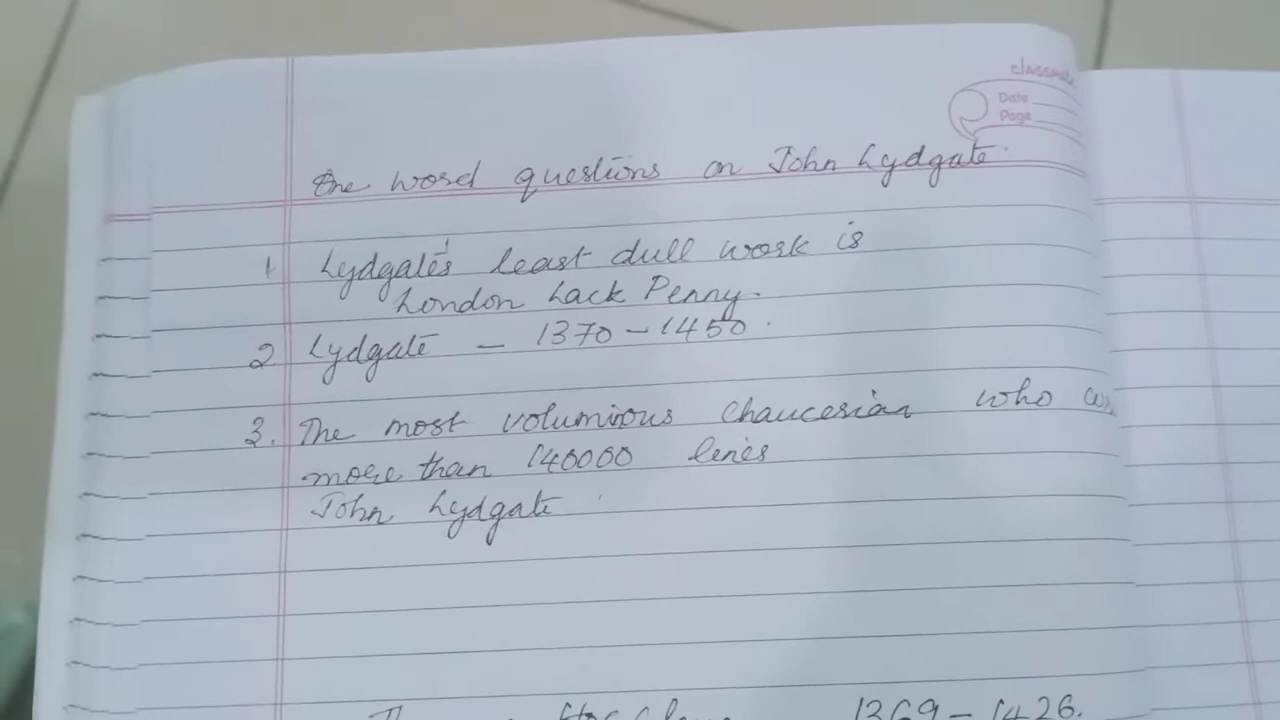 classmate
Date
Page
One word questions on John Lydgate.
1 Lydgate's least dull work is
London Lack Penny.
2 Lydgate - 1370-1450.
3. The most voluminous Chaucerian who
more than 140000 lines
John Lydgate
1369-1426.